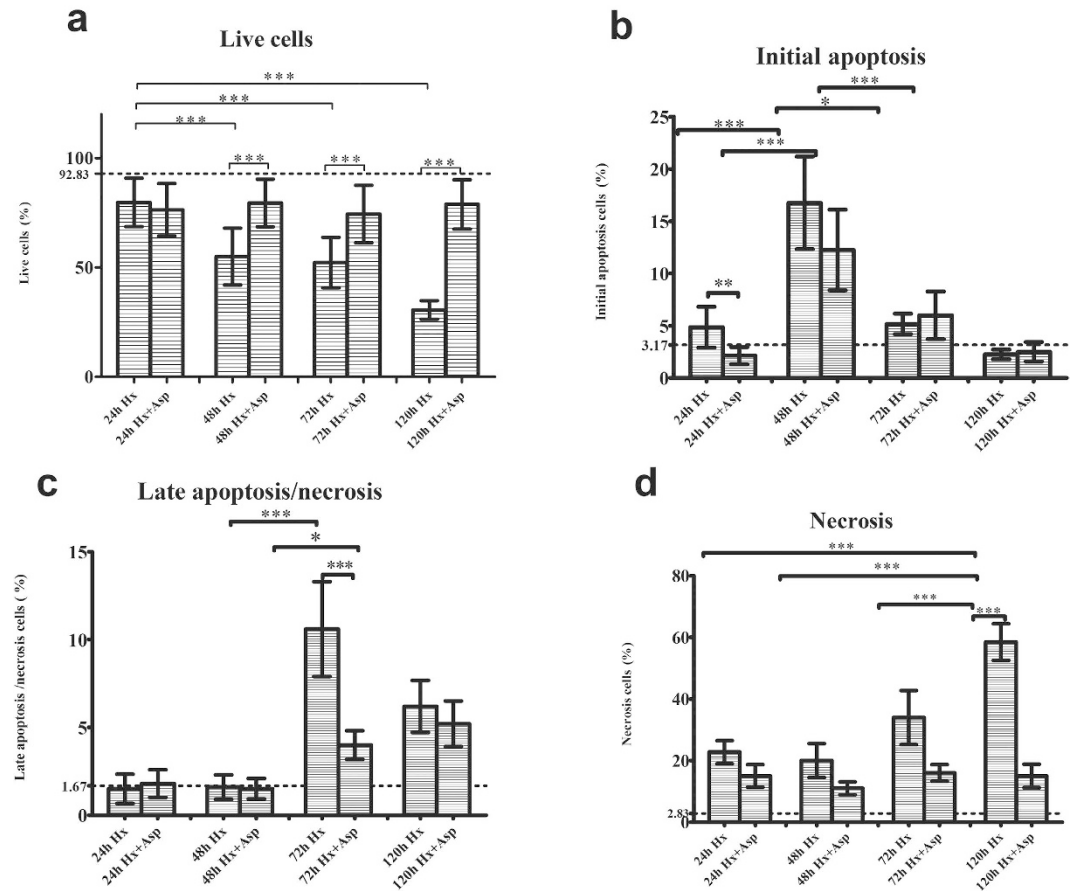 a
Live cells
***
***
***
***
***
***
100
92.83
50
0
Live cells (%)
24h Hx
24h Hx+Asp
48h Hx
48h Hx+Asp
72h Hx
72h Hx+Asp
120h Hx
120h Hx+Asp
b
Initial apoptosis
***
*
***
***
**
25
20
15
10
5
3.17
0
Initial apoptosis cells (%)
24h Hx
24h Hx+Asp
48h Hx
48h Hx+Asp
72h Hx
72h Hx+Asp
120h Hx
120h Hx+Asp
c
Late apoptosis/necrosis
***
*
***
15
10
5
1.67
0
Late apoptosis /necrosis cells ( %)
24h Hx
24h Hx+Asp
48h Hx
48h Hx+Asp
72h Hx
72h Hx+Asp
120h Hx
120h Hx+Asp
d
Necrosis
***
***
***
***
80
60
40
20
2.83
0
Necrosis cells (%)
24h Hx
24h Hx+Asp
48h Hx
48h Hx+Asp
72h Hx
72h Hx+Asp
120h Hx
120h Hx+Asp